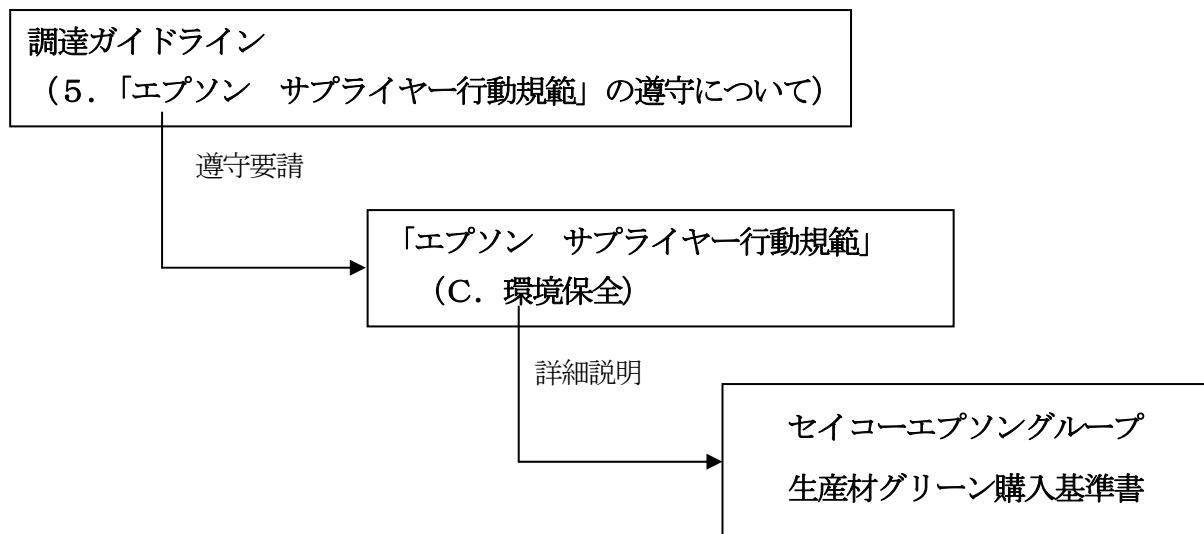 調達ガイドライン
（５．「エプソン　サプライヤー行動規範」の遵守について）
遵守要請
「エプソン　サプライヤー行動規範」
（C．環境保全）
詳細説明
セイコーエプソングループ
生産材グリーン購入基準書